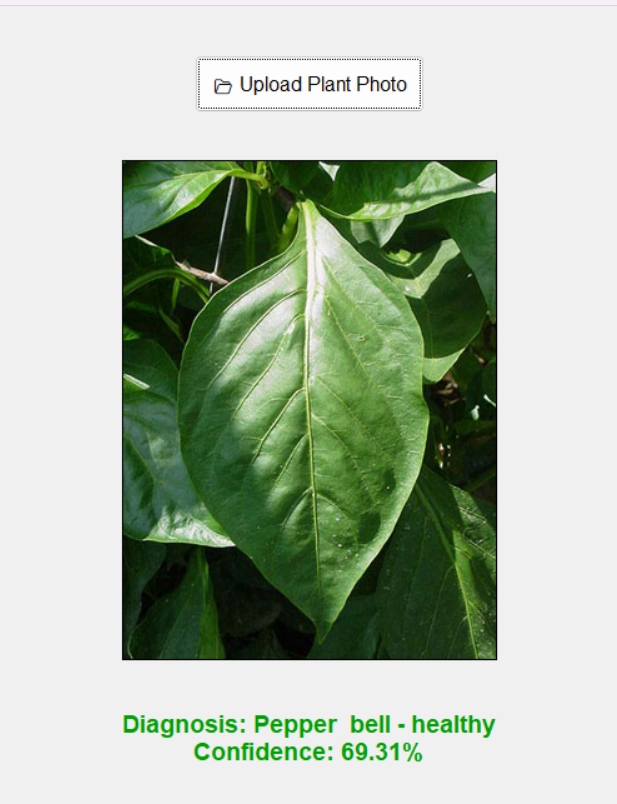 Upload Plant Photo
Diagnosis: Pepper  bell - healthy
Confidence: 69.31%